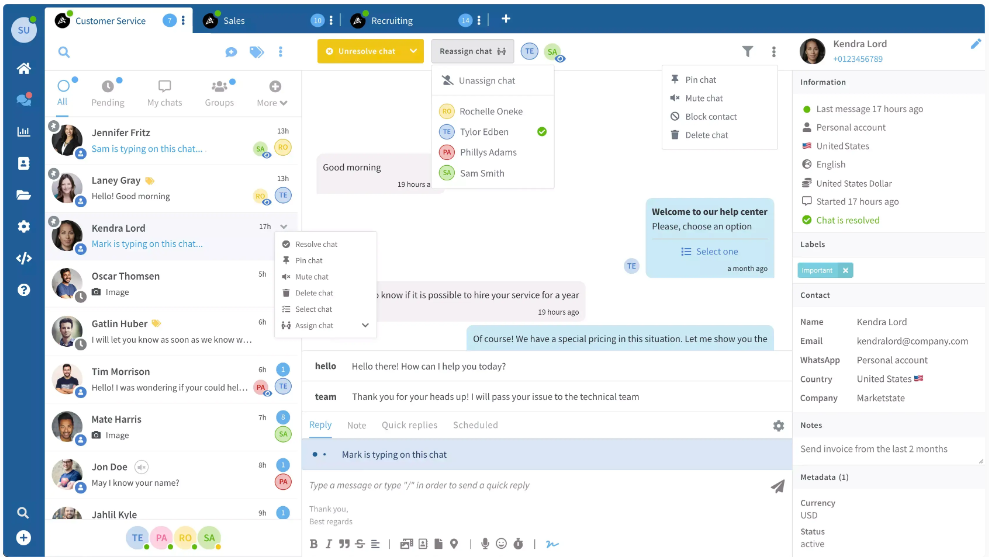 SU
Customer Service 7
Sales 10
Recruiting 14
+
Unresolve chat
Reassign chat
TE
SA
All
Pending
My chats
Groups
More
Jennifer Fritz 13h
Sam is typing on this chat... SA RO
Laney Gray 13h
Hello! Good morning RO TE
Kendra Lord 17h
Mark is typing on this chat...
Oscar Thomsen 5h
Image
Gatlin Huber 6h
I will let you know as soon as we know w...
Tim Morrison 6h 1
Hello! I was wondering if your could hel... PA TE
Mate Harris 7h 8
Image SA
Jon Doe 8h 1
May I know your name? PA
Jahlil Kyle 9h 1
TE PA RO SA
Resolve chat
Pin chat
Mute chat
Delete chat
Select chat
Assign chat
Unassign chat
RO Rochelle Oneke
TE Tylor Edben
PA Phillys Adams
SA Sam Smith
Pin chat
Mute chat
Block contact
Delete chat
Good morning
19 hours a
Welcome to our help center
Please, choose an option
Select one
a month ago
TE
know if it is possible to hire your service for a year
19 hours ago
Of course! We have a special pricing in this situation. Let me show you the
hello Hello there! How can I help you today?
team Thank you for your heads up! I will pass your issue to the technical team
Reply Note Quick replies Scheduled
Mark is typing on this chat
Type a message or type "/" in order to send a quick reply
Thank you,
Best regards
B I
Kendra Lord
+0123456789
Information
Last message 17 hours ago
Personal account
United States
English
United States Dollar
Started 17 hours ago
Chat is resolved
Labels
important x
Contact
Name Kendra Lord
Email kendralord@company.com
WhatsApp Personal account
Country United States
Company Marketstate
Notes
Send invoice from the last 2 months
Metadata (1)
Currency
USD
Status
active